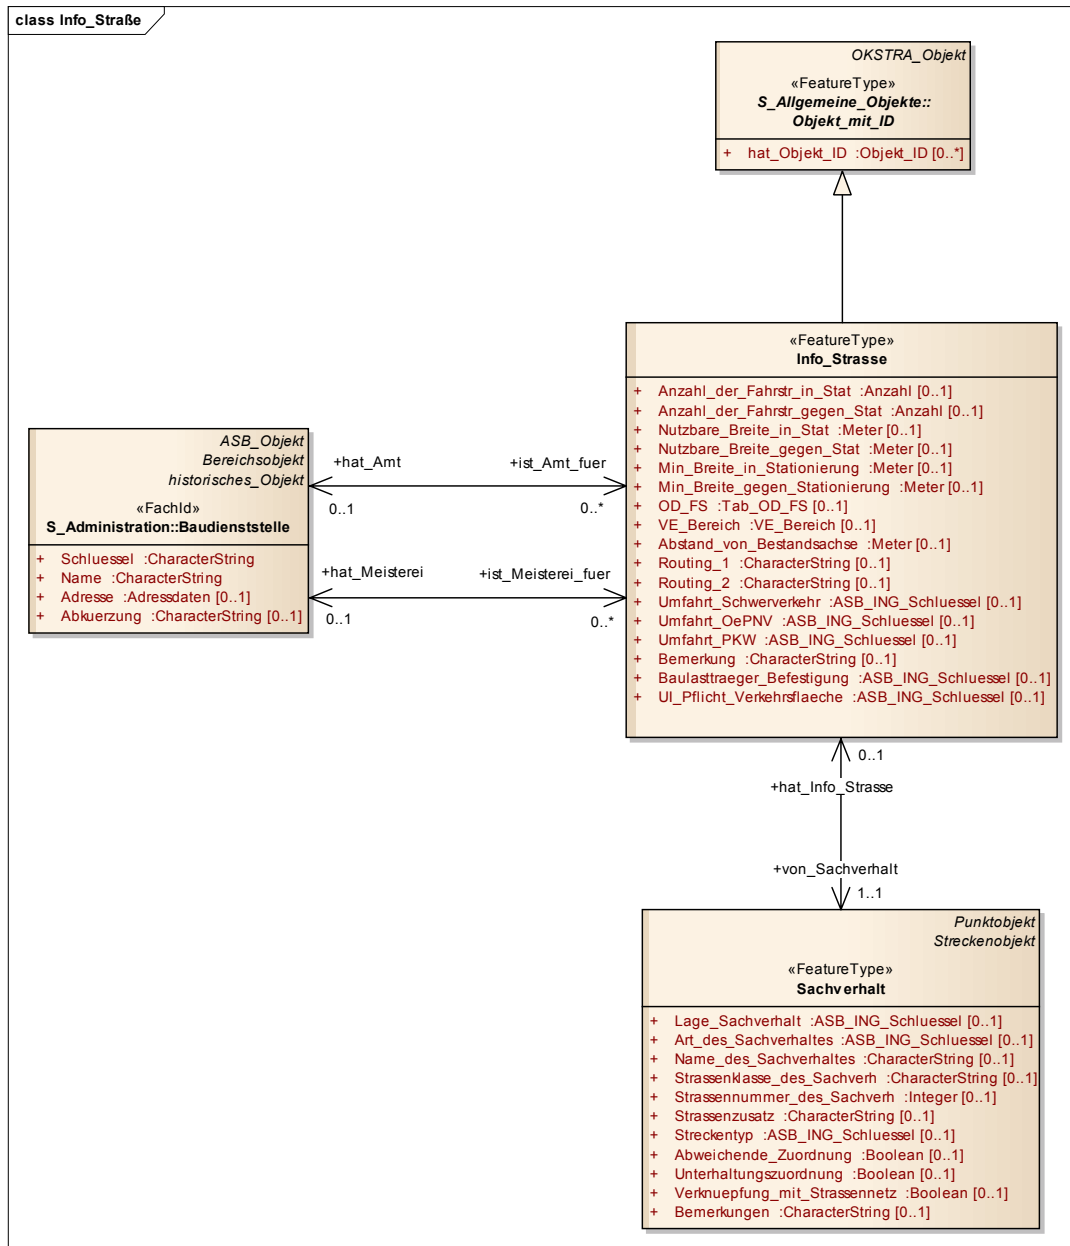 class Info_Straße
OKSTRA_Objekt
«FeatureType»
S_Allgemeine_Objekte::
Objekt_mit_ID
+ hat_Objekt_ID :Objekt_ID [0..*]
«FeatureType»
Info_Strasse
+ Anzahl_der_Fahrstr_in_Stat :Anzahl [0..1]
+ Anzahl_der_Fahrstr_gegen_Stat :Anzahl [0..1]
+ Nutzbare_Breite_in_Stat :Meter [0..1]
+ Nutzbare_Breite_gegen_Stat :Meter [0..1]
+ Min_Breite_in_Stationierung :Meter [0..1]
+ Min_Breite_gegen_Stationierung :Meter [0..1]
+ OD_FS :Tab_OD_FS [0..1]
+ VE_Bereich :VE_Bereich [0..1]
+ Abstand_von_Bestandsachse :Meter [0..1]
+ Routing_1 :CharacterString [0..1]
+ Routing_2 :CharacterString [0..1]
+ Umfahrt_Schwerverkehr :ASB_ING_Schluessel [0..1]
+ Umfahrt_OePNV :ASB_ING_Schluessel [0..1]
+ Umfahrt_PKW :ASB_ING_Schluessel [0..1]
+ Bemerkung :CharacterString [0..1]
+ Baulasttraeger_Befestigung :ASB_ING_Schluessel [0..1]
+ UI_Pflicht_Verkehrsflaeche :ASB_ING_Schluessel [0..1]
ASB_Objekt
Bereichsobjekt
historisches_Objekt
«FachId»
S_Administration::Baudienststelle
+ Schluessel :CharacterString
+ Name :CharacterString
+ Adresse :Adressdaten [0..1]
+ Abkuerzung :CharacterString [0..1]
+hat_Amt
+ist_Amt_fuer
0..1
0..*
+hat_Meisterei
+ist_Meisterei_fuer
0..1
0..*
0..1
+hat_Info_Strasse
+von_Sachverhalt
1..1
Punktobjekt
Streckenobjekt
«FeatureType»
Sachverhalt
+ Lage_Sachverhalt :ASB_ING_Schluessel [0..1]
+ Art_des_Sachverhaltes :ASB_ING_Schluessel [0..1]
+ Name_des_Sachverhaltes :CharacterString [0..1]
+ Strassenklasse_des_Sachverh :CharacterString [0..1]
+ Strassennummer_des_Sachverh :Integer [0..1]
+ Strassenzusatz :CharacterString [0..1]
+ Streckentyp :ASB_ING_Schluessel [0..1]
+ Abweichende_Zuordnung :Boolean [0..1]
+ Unterhaltungszuordnung :Boolean [0..1]
+ Verknuepfung_mit_Strassennetz :Boolean [0..1]
+ Bemerkungen :CharacterString [0..1]